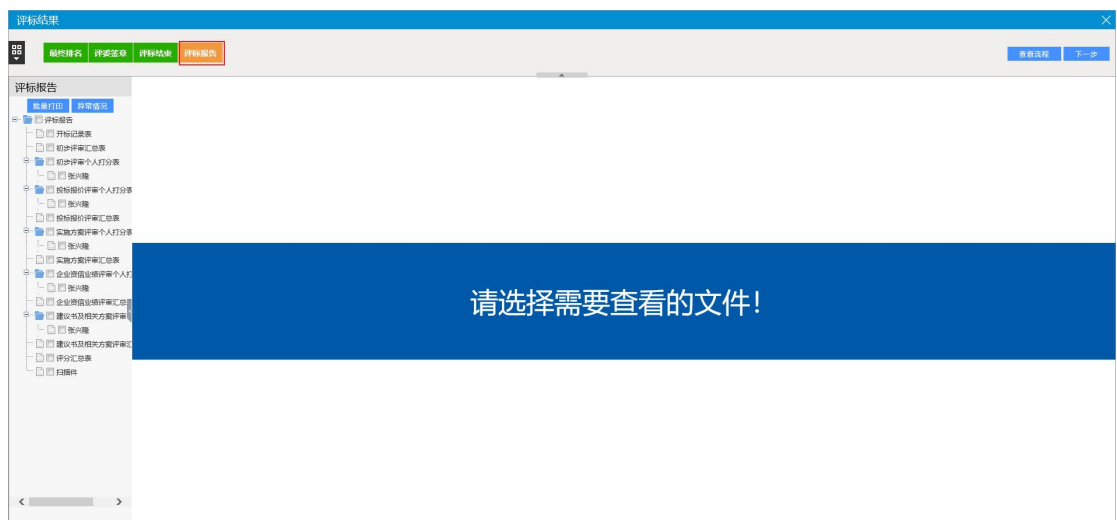 评标结果
最终排名 评委签章 评标结束 评标报告
查看流程 下一步
评标报告
批量打印 异常情况
评标报告
开标记录表
初步评审汇总表
初步评审个人打分表
张兴隆
投标报价评审个人打分表
张兴隆
投标报价评审汇总表
实施方案评审个人打分表
张兴隆
实施方案评审汇总表
企业资信业绩评审个人打
张兴隆
企业资信业绩评审汇总
建议书及相关方案评审
张兴隆
建议书及相关方案评审汇
评分汇总表
扫描件
请选择需要查看的文件!